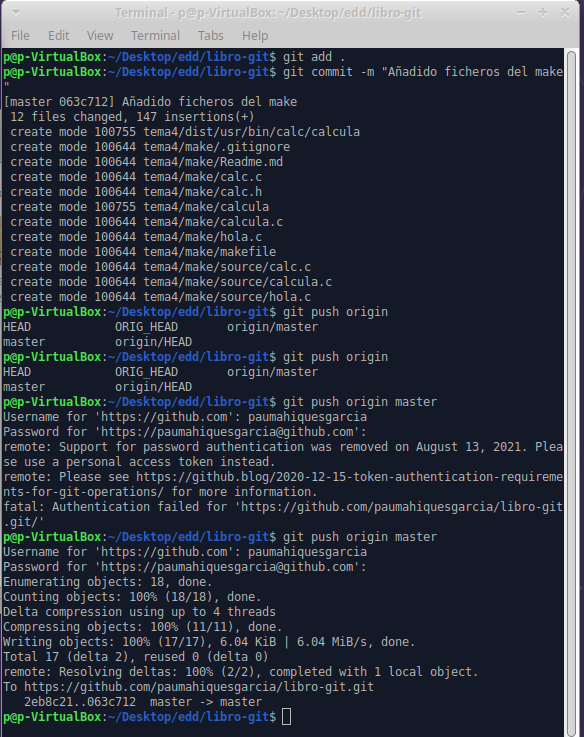 Terminal - p@p-VirtualBox: ~/Desktop/edd/libro-git
File Edit View Terminal Tabs Help
p@p-VirtualBox:~/Desktop/edd/libro-git$ git add .
p@p-VirtualBox:~/Desktop/edd/libro-git$ git commit -m "Añadido ficheros del make
"
[master 063c712] Añadido ficheros del make
 12 files changed, 147 insertions(+)
 create mode 100755 tema4/dist/usr/bin/calc/calcula
 create mode 100644 tema4/make/.gitignore
 create mode 100644 tema4/make/Readme.md
 create mode 100644 tema4/make/calc.c
 create mode 100644 tema4/make/calc.h
 create mode 100755 tema4/make/calcula
 create mode 100644 tema4/make/calcula.c
 create mode 100644 tema4/make/hola.c
 create mode 100644 tema4/make/makefile
 create mode 100644 tema4/make/source/calc.c
 create mode 100644 tema4/make/source/calcula.c
 create mode 100644 tema4/make/source/hola.c
p@p-VirtualBox:~/Desktop/edd/libro-git$ git push origin
HEAD            ORIG_HEAD       origin/master
master          origin/HEAD
p@p-VirtualBox:~/Desktop/edd/libro-git$ git push origin
HEAD            ORIG_HEAD       origin/master
master          origin/HEAD
p@p-VirtualBox:~/Desktop/edd/libro-git$ git push origin master
Username for 'https://github.com': paumahiquesgarcia
Password for 'https://paumahiquesgarcia@github.com':
remote: Support for password authentication was removed on August 13, 2021. Plea
se use a personal access token instead.
remote: Please see https://github.blog/2020-12-15-token-authentication-requireme
nts-for-git-operations/ for more information.
fatal: Authentication failed for 'https://github.com/paumahiquesgarcia/libro-git
.git/'
p@p-VirtualBox:~/Desktop/edd/libro-git$ git push origin master
Username for 'https://github.com': paumahiquesgarcia
Password for 'https://paumahiquesgarcia@github.com':
Enumerating objects: 18, done.
Counting objects: 100% (18/18), done.
Delta compression using up to 4 threads
Compressing objects: 100% (11/11), done.
Writing objects: 100% (17/17), 6.04 KiB | 6.04 MiB/s, done.
Total 17 (delta 2), reused 0 (delta 0)
remote: Resolving deltas: 100% (2/2), completed with 1 local object.
To https://github.com/paumahiquesgarcia/libro-git.git
   2eb8c21..063c712  master -> master
p@p-VirtualBox:~/Desktop/edd/libro-git$